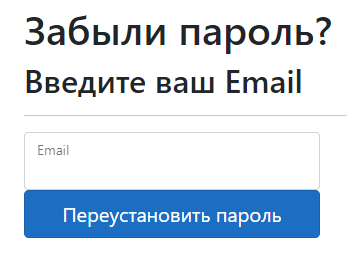 Забыли пароль?
Введите ваш Email
Email
Переустановить пароль